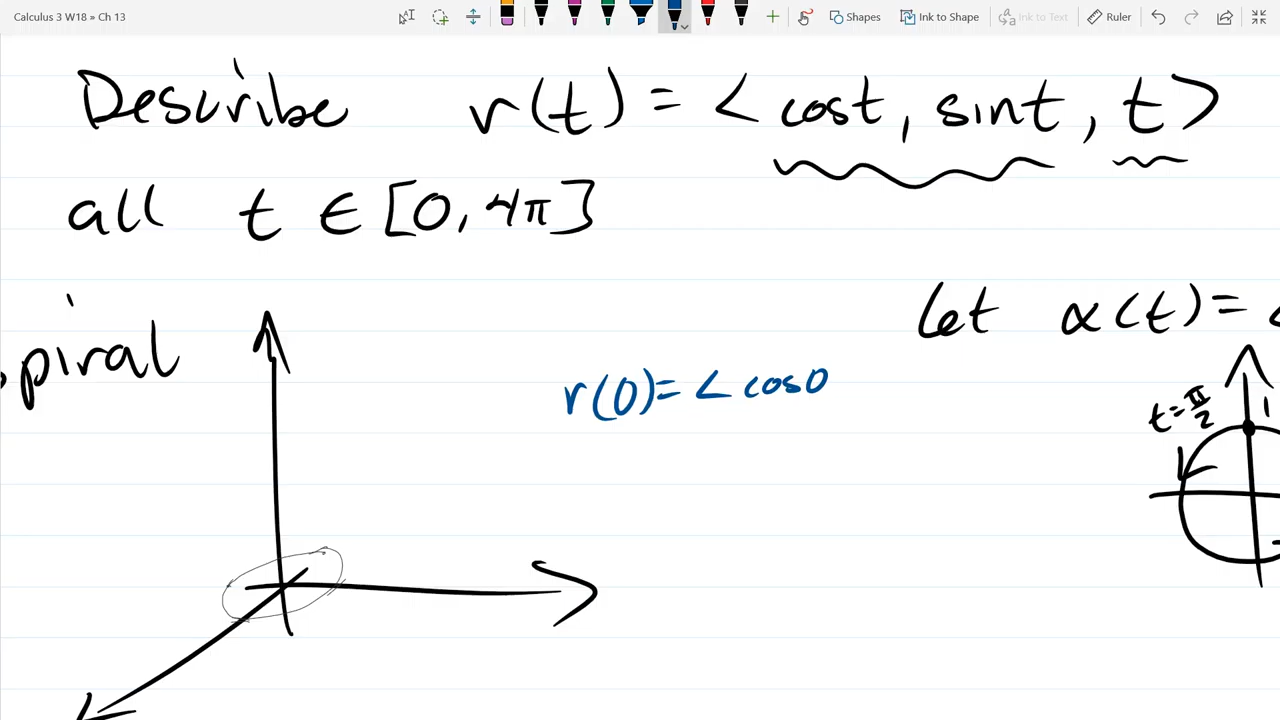 Calculus 3 W18 » Ch 13
Shapes Ink to Shape Ink to Text Ruler
Describe r(t) = < cost, sint, t >
all t ∈ [0, 4π]
let α(t) = <
piral
r(0) = < cos0
t = π/2
1